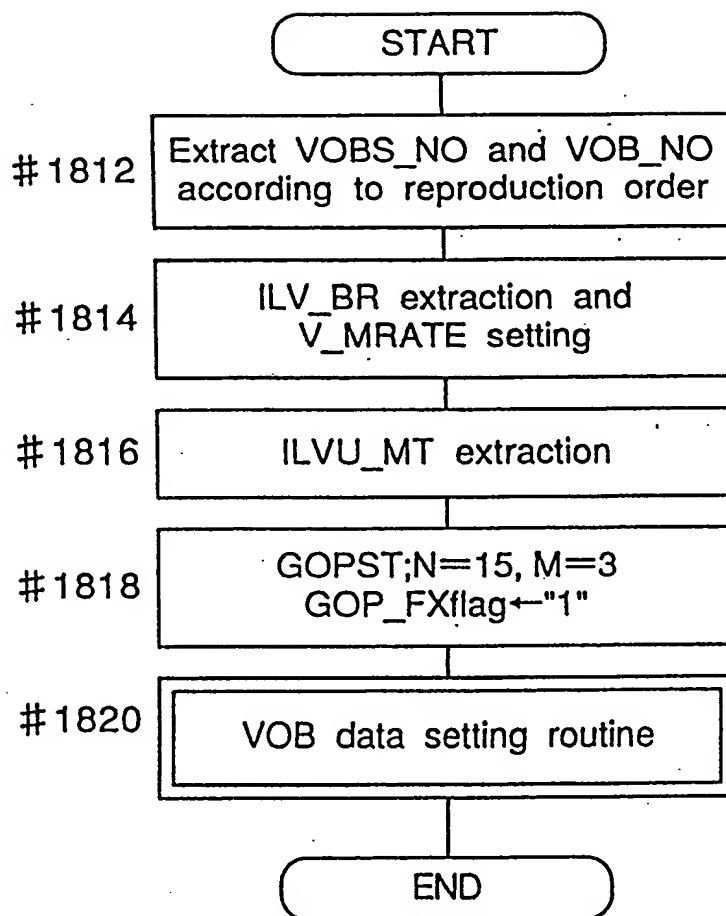 START
#1812
Extract VOBS_NO and VOB_NO
according to reproduction order
#1814
ILV_BR extraction and
V_MRATE setting
#1816
ILVU_MT extraction
#1818
GOPST;N=15, M=3
GOP_FXflag←"1"
#1820
VOB data setting routine
END